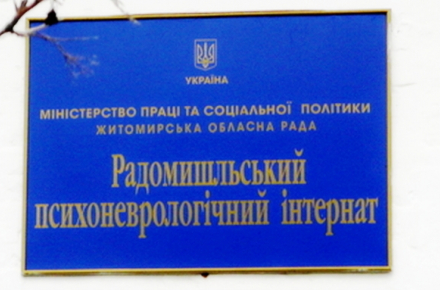 УКРАЇНА
МІНІСТЕРСТВО ПРАЦІ ТА СОЦІАЛЬНОЇ ПОЛІТИКИ
ЖИТОМИРСЬКА ОБЛАСНА РАДА
Радомишльський
психоневрологічний інтернат